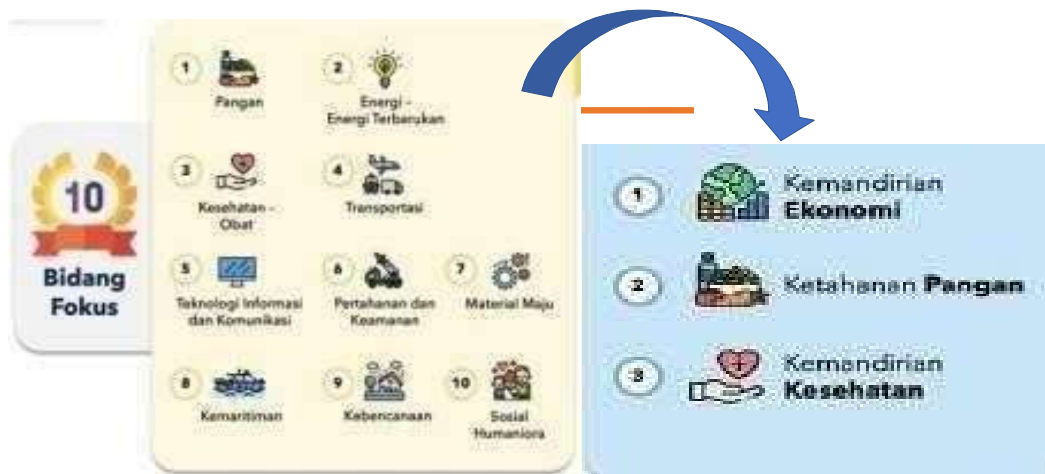 10
Bidang
Fokus
1
Pangan
2
Energi -
Energi Terbarukan
3
Kesehatan -
Obat
4
Transportasi
5
Teknologi Informasi
dan Komunikasi
6
Pertahanan dan
Keamanan
7
Material Maju
8
Kemaritiman
9
Kebencanaan
10
Sosial
Humaniora
1
Kemandirian
Ekonomi
2
Ketahanan Pangan
3
Kemandirian
Kesehatan